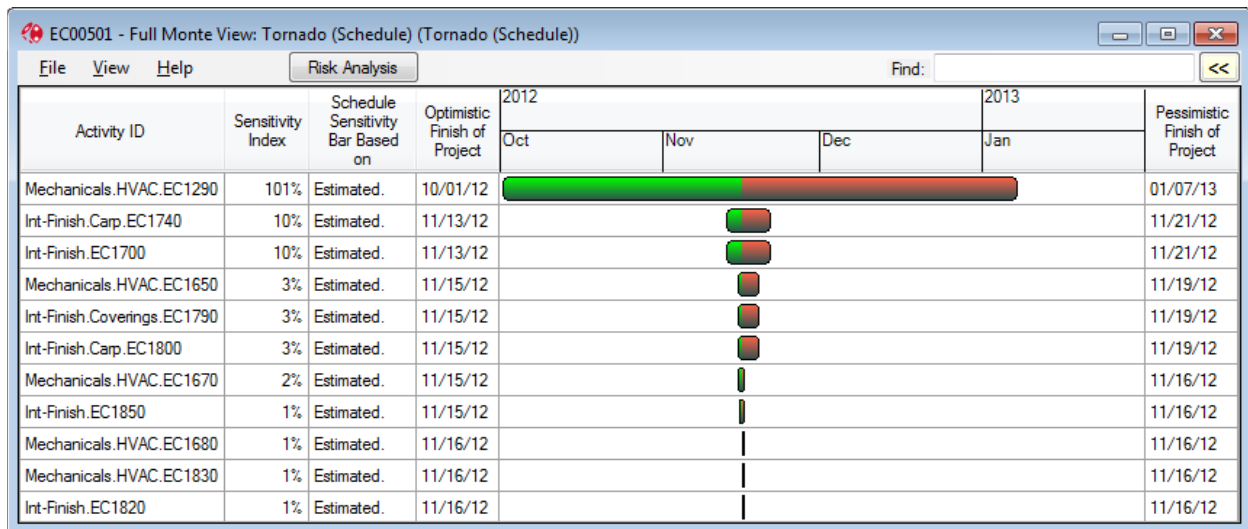 EC00501 - Full Monte View: Tornado (Schedule) (Tornado (Schedule))
File View Help Risk Analysis Find: <<
Activity ID Sensitivity Index Schedule Sensitivity Bar Based on Optimistic Finish of Project 2012 2013 Pessimistic Finish of Project
Oct Nov Dec Jan
Mechanicals.HVAC.EC1290 101% Estimated. 10/01/12 01/07/13
Int-Finish.Carp.EC1740 10% Estimated. 11/13/12 11/21/12
Int-Finish.EC1700 10% Estimated. 11/13/12 11/21/12
Mechanicals.HVAC.EC1650 3% Estimated. 11/15/12 11/19/12
Int-Finish.Coverings.EC1790 3% Estimated. 11/15/12 11/19/12
Int-Finish.Carp.EC1800 3% Estimated. 11/15/12 11/19/12
Mechanicals.HVAC.EC1670 2% Estimated. 11/15/12 11/16/12
Int-Finish.EC1850 1% Estimated. 11/15/12 11/16/12
Mechanicals.HVAC.EC1680 1% Estimated. 11/16/12 11/16/12
Mechanicals.HVAC.EC1830 1% Estimated. 11/16/12 11/16/12
Int-Finish.EC1820 1% Estimated. 11/16/12 11/16/12